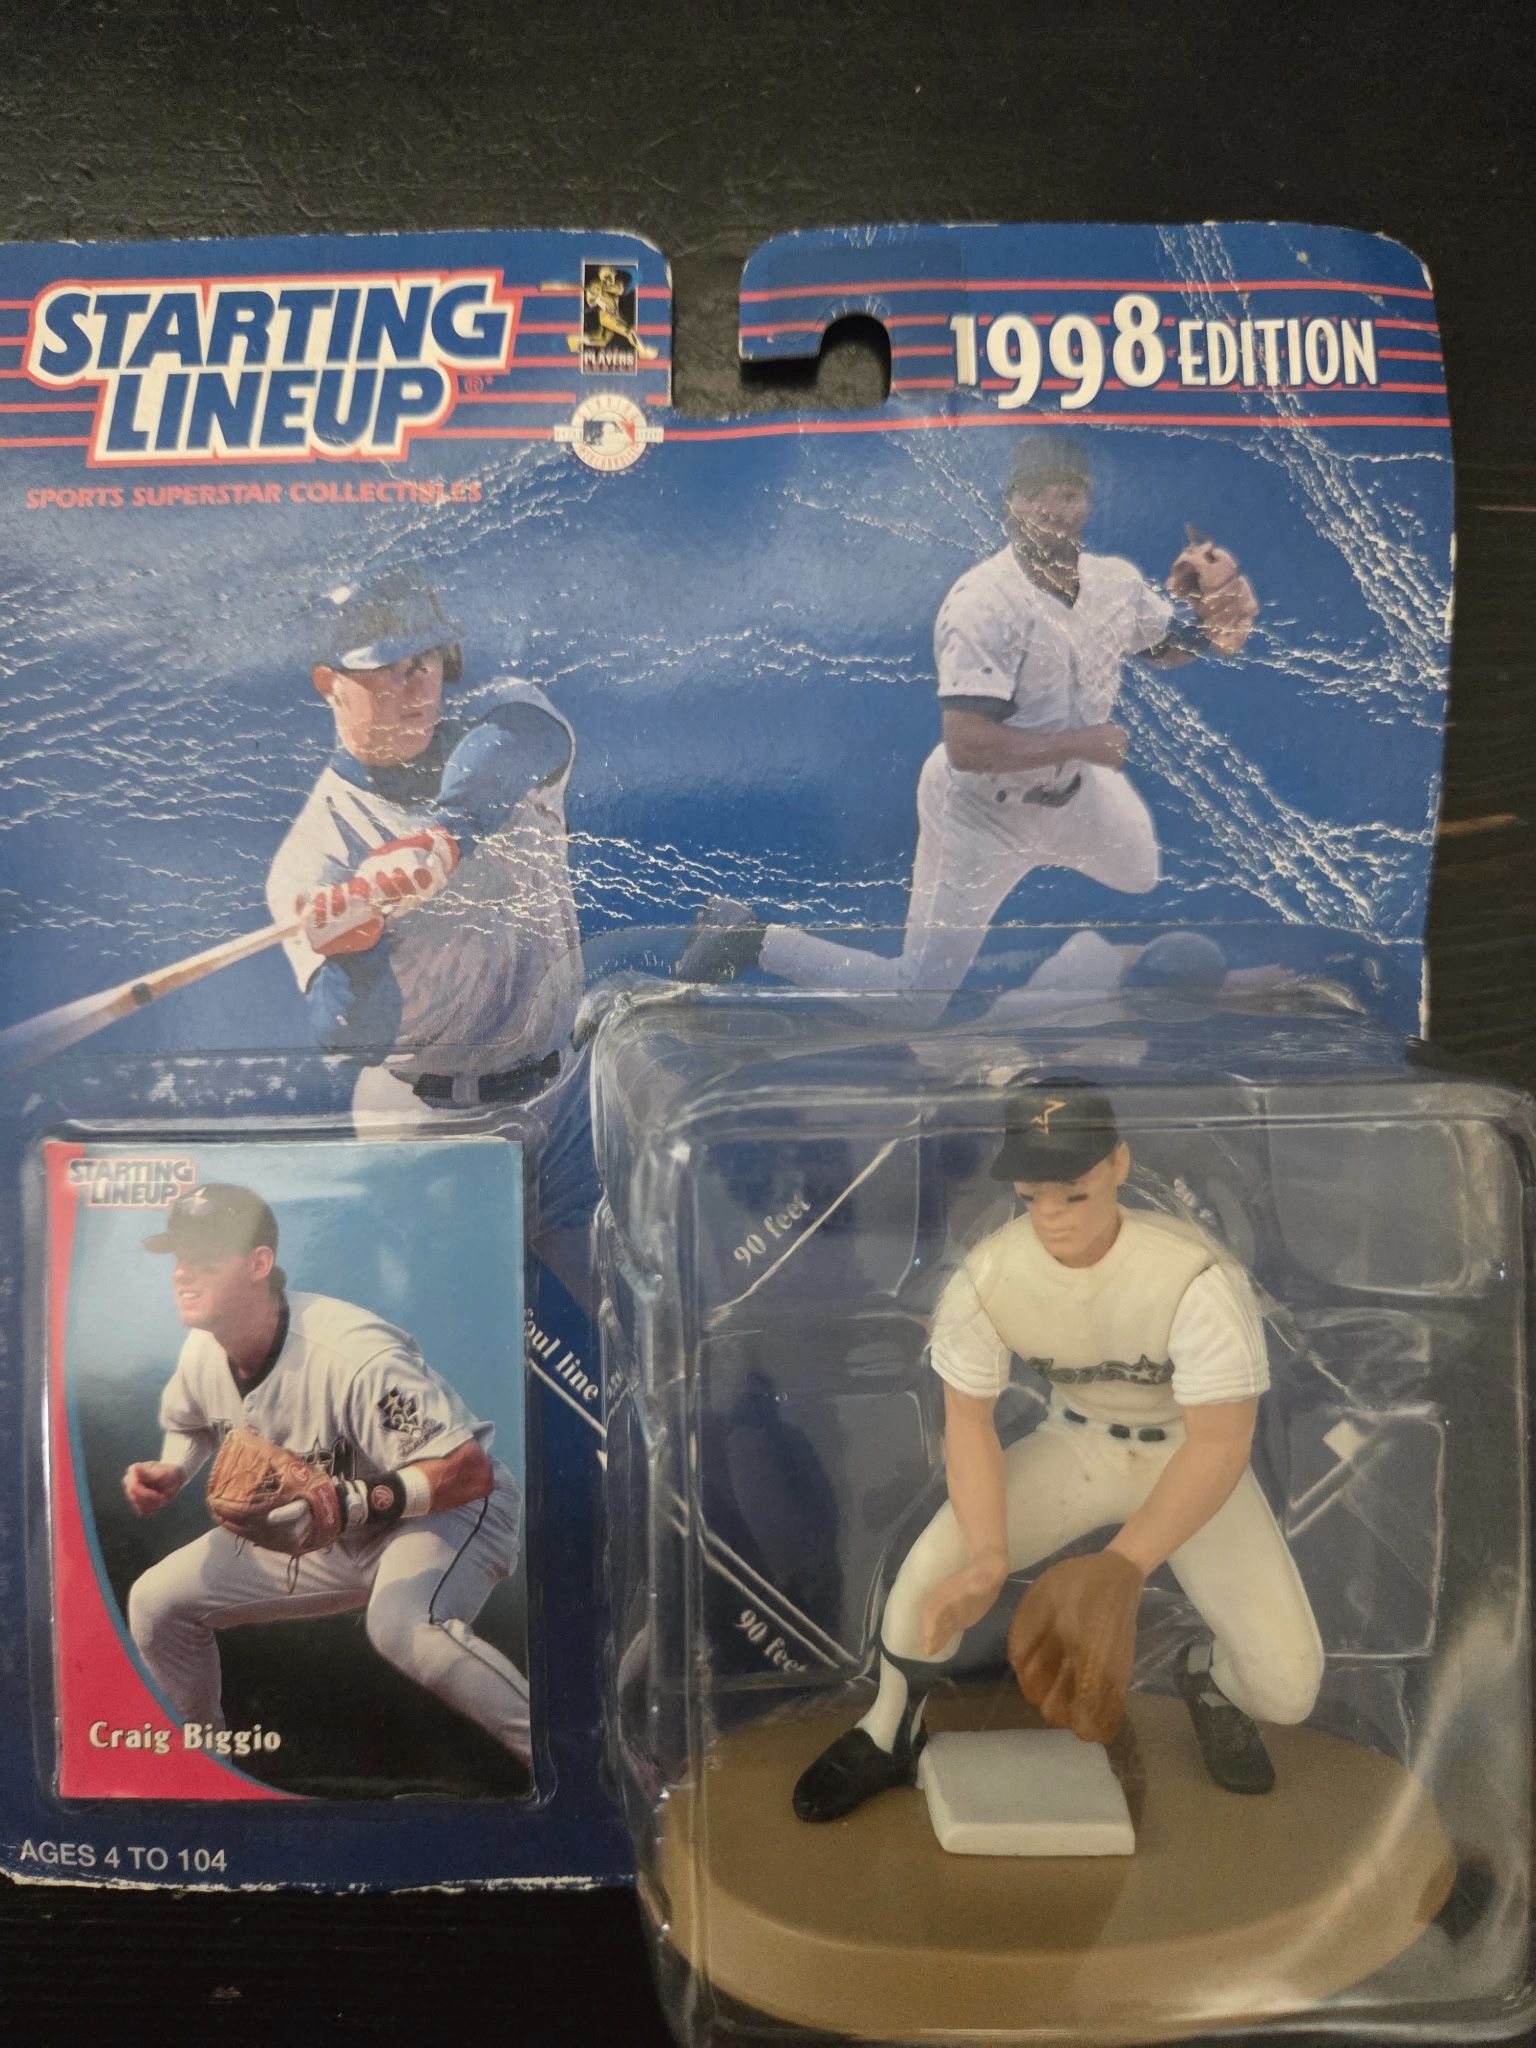 STARTING
LINEUP®
SPORTS SUPERSTAR COLLECTIBLES
PLAYERS
1998 EDITION
STARTING
LINEUP
Craig Biggio
90 feet
foul line
90 feet
AGES 4 TO 104